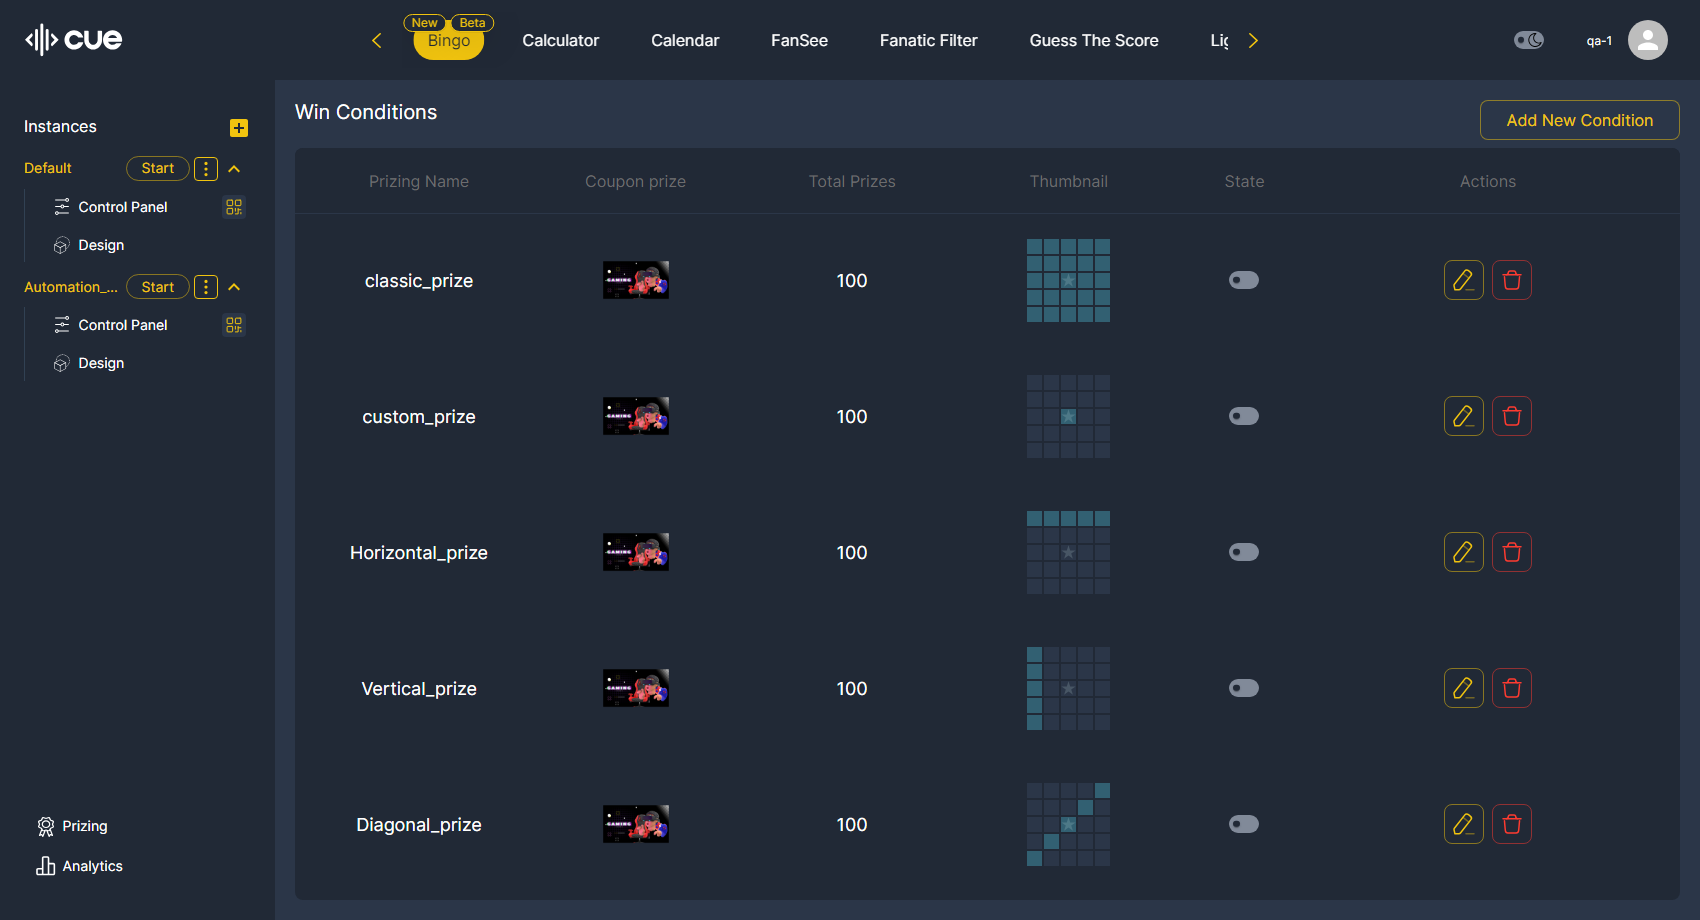 cue
New Beta
Bingo Calculator Calendar FanSee Fanatic Filter Guess The Score
qa-1
Instances
Default Start
Control Panel
Design
Automation_... Start
Control Panel
Design
Prizing
Analytics
Win Conditions
Add New Condition
Prizing Name Coupon prize Total Prizes Thumbnail State Actions
classic_prize GAMING 100
custom_prize GAMING 100
Horizontal_prize GAMING 100
Vertical_prize GAMING 100
Diagonal_prize GAMING 100